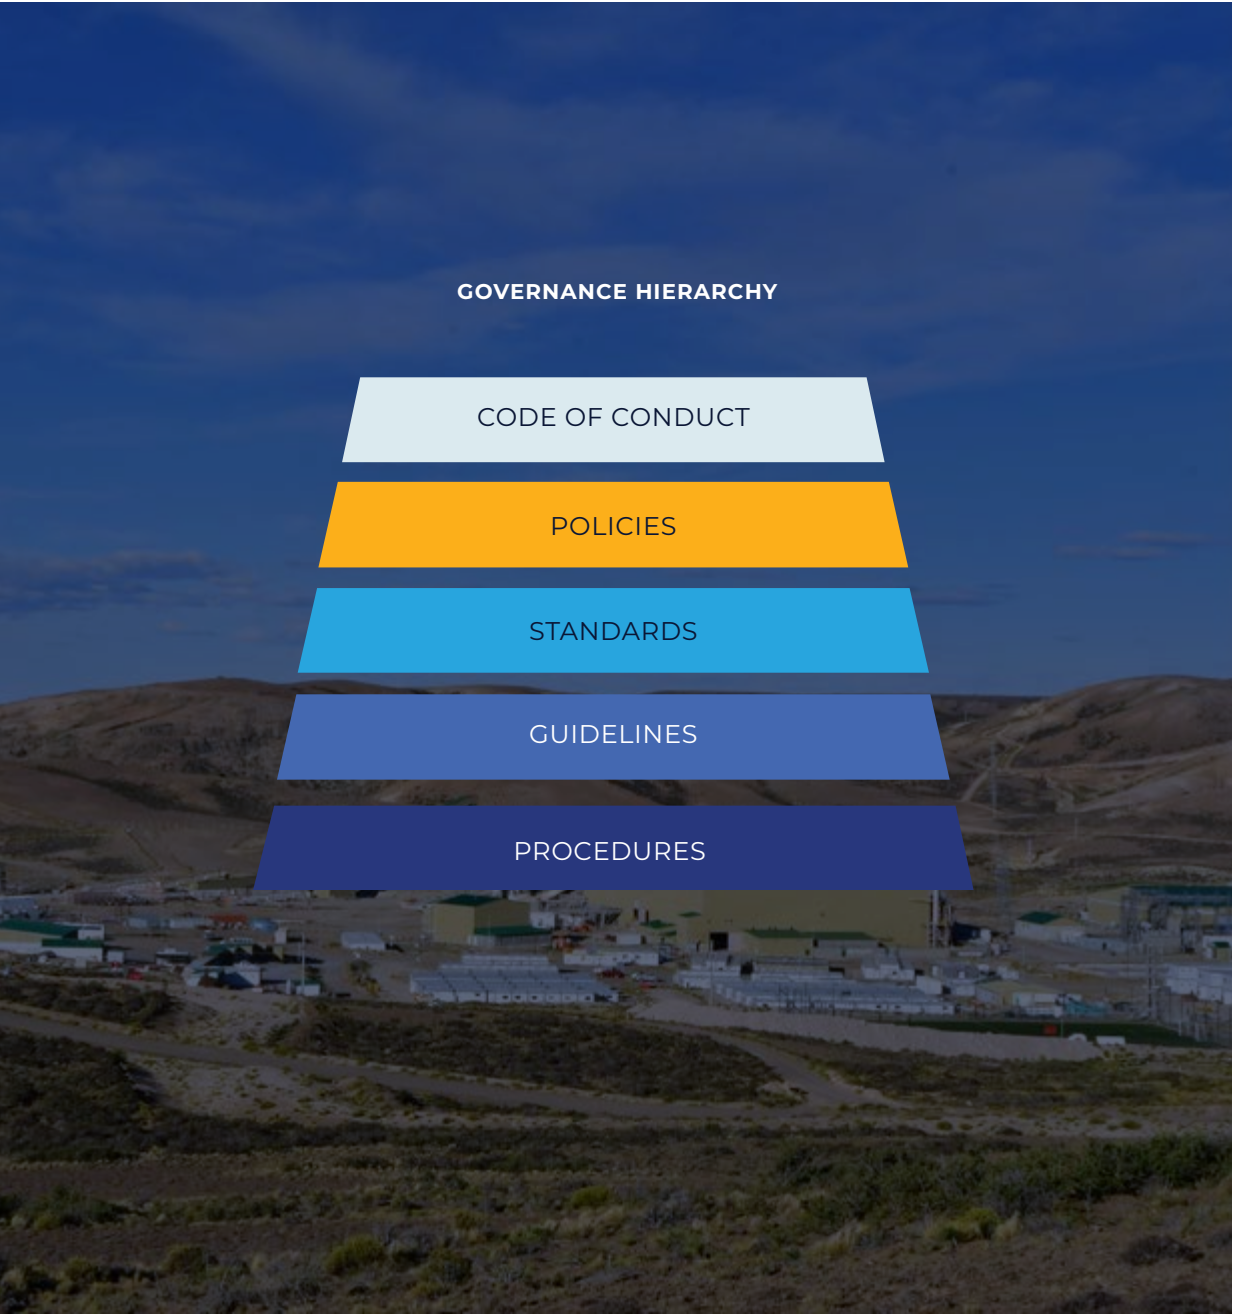 GOVERNANCE HIERARCHY
CODE OF CONDUCT
POLICIES
STANDARDS
GUIDELINES
PROCEDURES